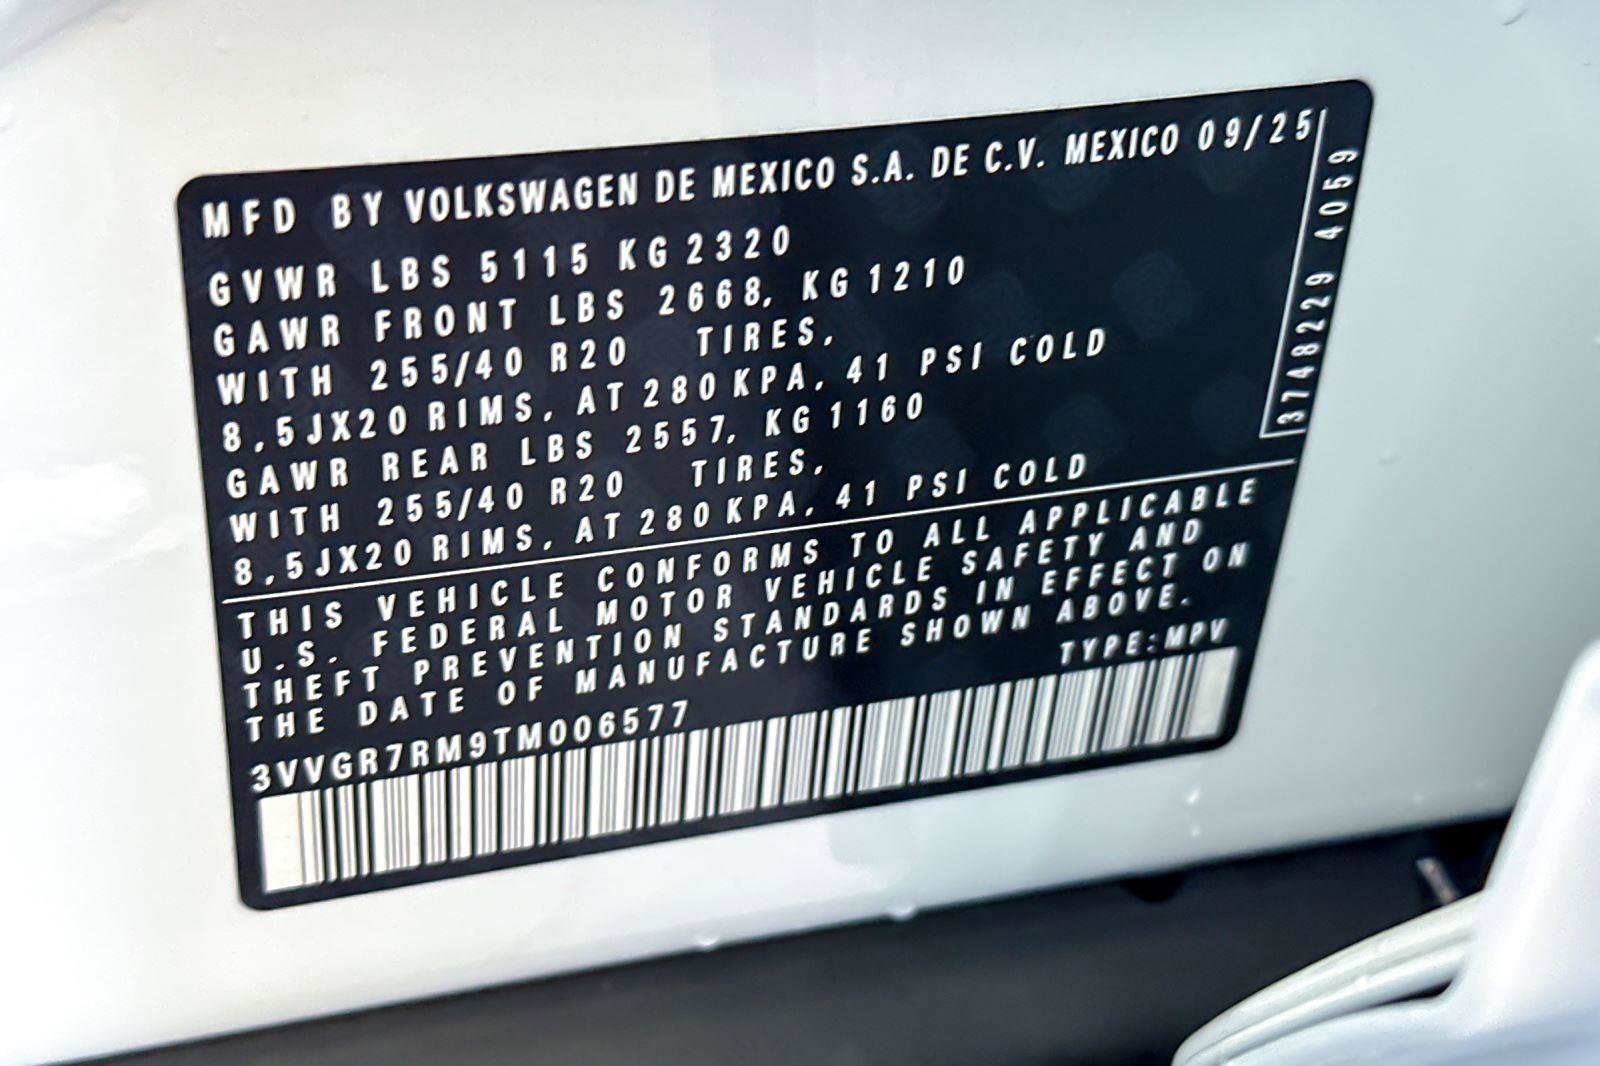 MFD BY VOLKSWAGEN DE MEXICO S.A. DE C.V. MEXICO 09/25
GVWR LBS 5115 KG 2320
GAWR FRONT LBS 2668, KG 1210
WITH 255/40 R20 TIRES,
8,5JX20 RIMS, AT 280 KPA, 41 PSI COLD
GAWR REAR LBS 2557, KG 1160
WITH 255/40 R20 TIRES,
8,5JX20 RIMS, AT 280 KPA, 41 PSI COLD
3748229 4059
THIS VEHICLE CONFORMS TO ALL APPLICABLE
U.S. FEDERAL MOTOR VEHICLE SAFETY AND
THEFT PREVENTION STANDARDS IN EFFECT ON
THE DATE OF MANUFACTURE SHOWN ABOVE.
TYPE:MPV
3VVGR7RM9TM006577